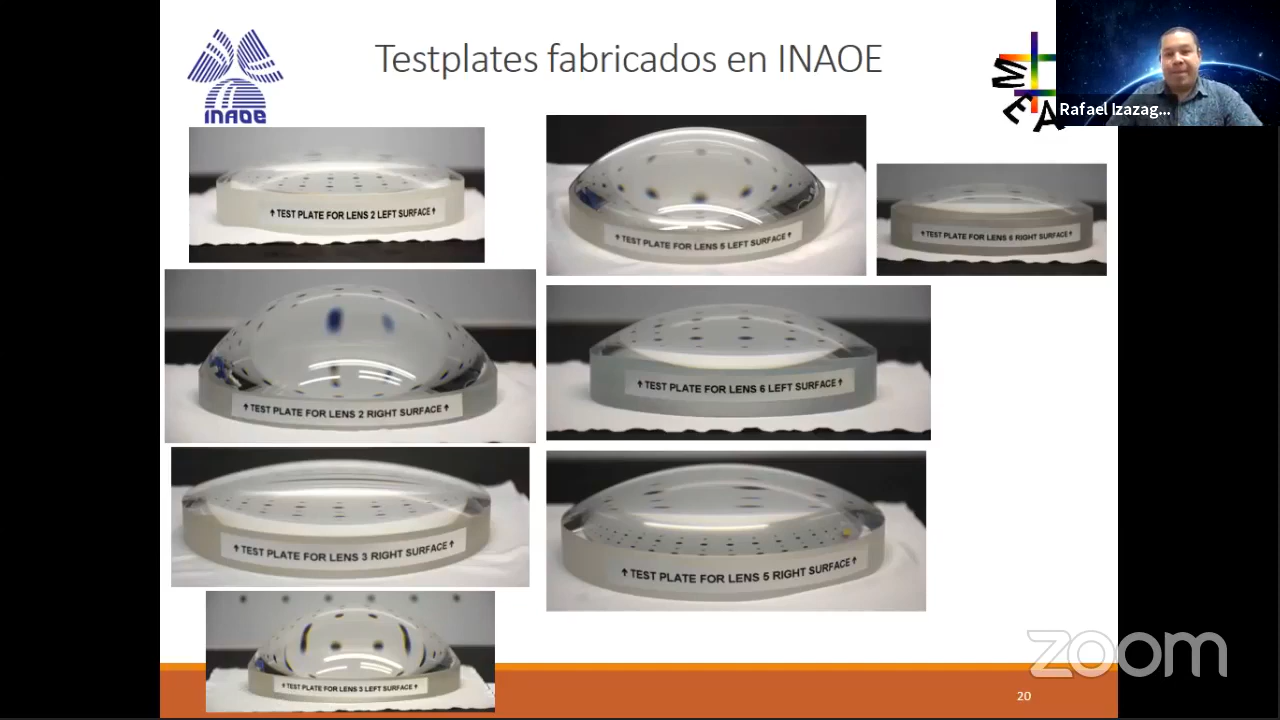 INAOE
Testplates fabricados en INAOE
MEGA
Rafael Izazag...
↑ TEST PLATE FOR LENS 2 LEFT SURFACE ↑
↑ TEST PLATE FOR LENS 5 LEFT SURFACE ↑
↑ TEST PLATE FOR LENS 6 RIGHT SURFACE ↑
↑ TEST PLATE FOR LENS 2 RIGHT SURFACE ↑
↑ TEST PLATE FOR LENS 6 LEFT SURFACE ↑
↑ TEST PLATE FOR LENS 3 RIGHT SURFACE ↑
↑ TEST PLATE FOR LENS 5 RIGHT SURFACE ↑
↑ TEST PLATE FOR LENS 3 LEFT SURFACE ↑
zoom
20